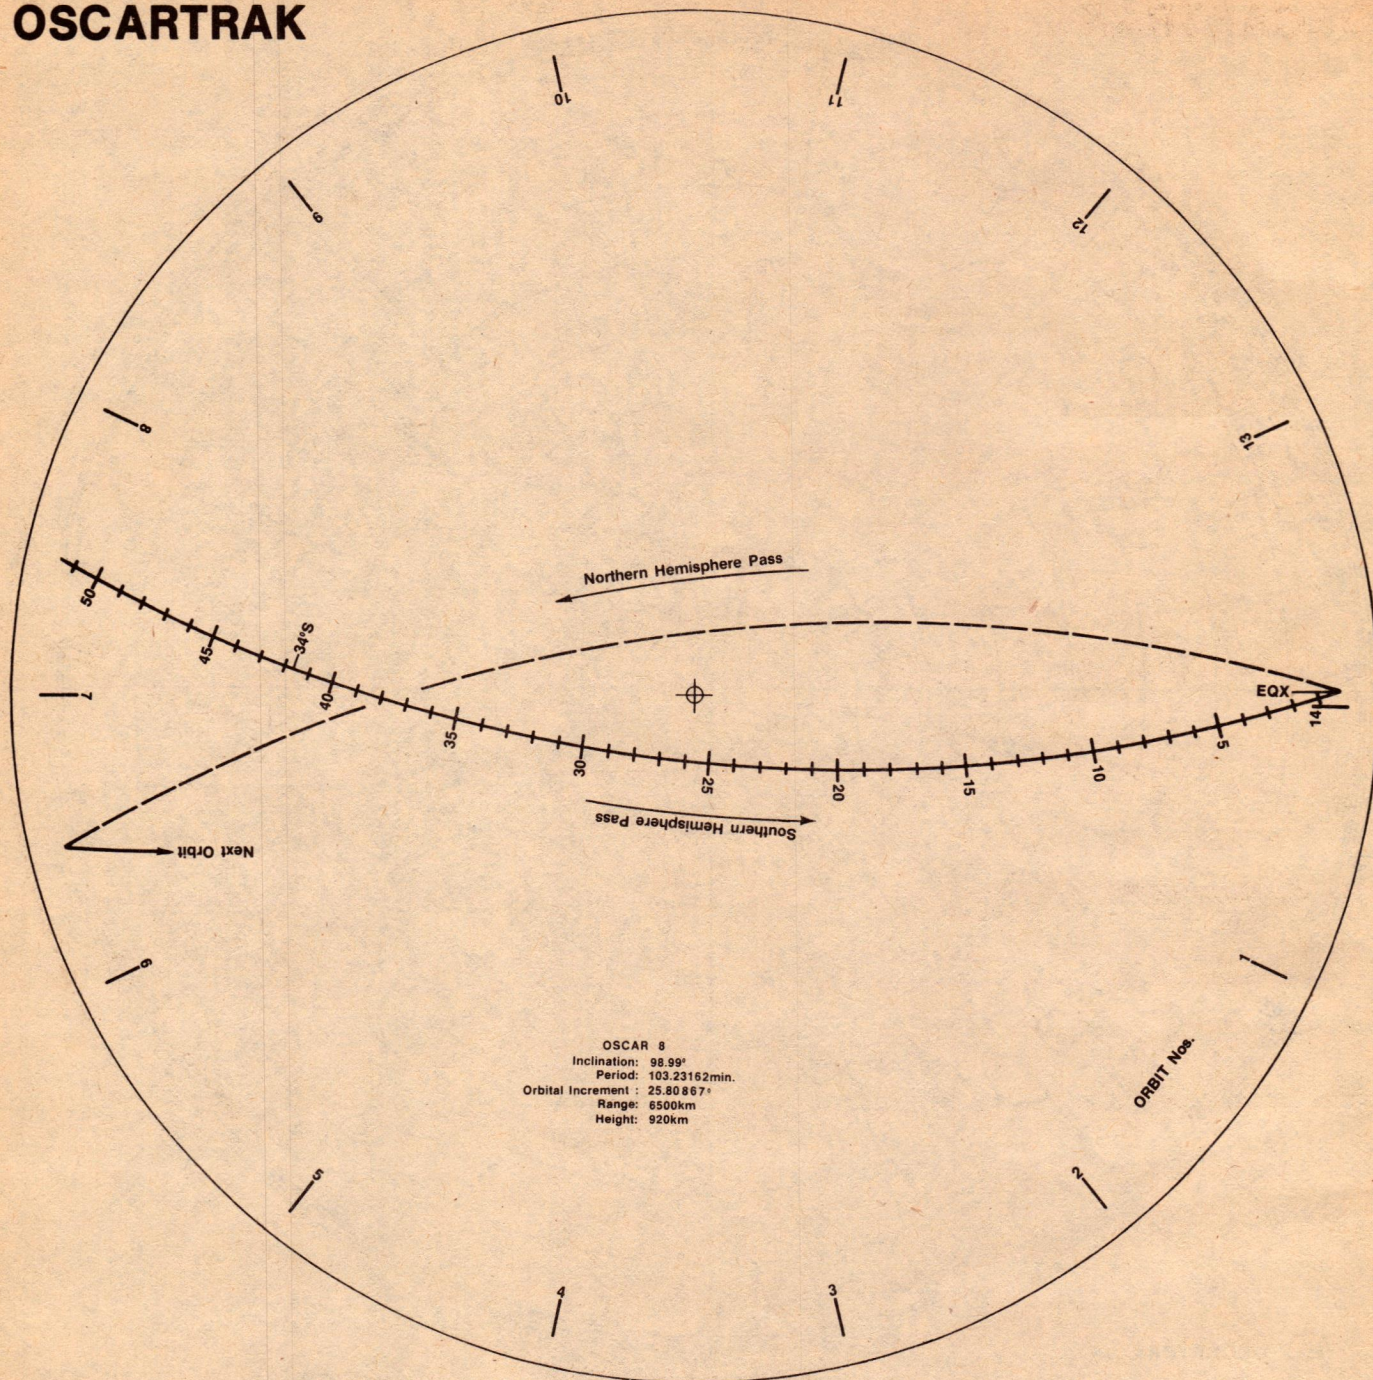 OSCARTRAK
10
11
9
12
8
13
Northern Hemisphere Pass
50
45
34°S
40
7
35
30
25
20
15
10
5
EQX
14
Southern Hemisphere Pass
Next Orbit
6
1
ORBIT Nos.
OSCAR 8
Inclination: 98.99°
Period: 103.23162min.
Orbital Increment : 25.80867°
Range: 6500km
Height: 920km
5
2
4
3